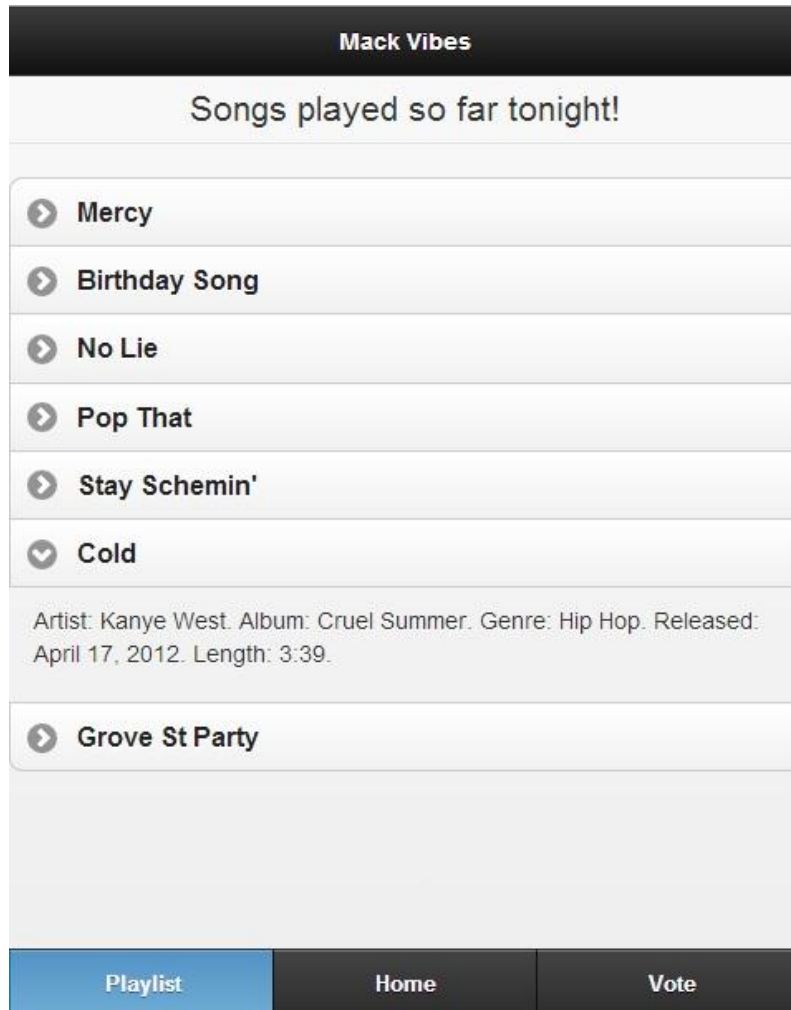 Mack Vibes
Songs played so far tonight!
Mercy
Birthday Song
No Lie
Pop That
Stay Schemin'
Cold
Artist: Kanye West. Album: Cruel Summer. Genre: Hip Hop. Released:
April 17, 2012. Length: 3:39.
Grove St Party
Playlist Home Vote